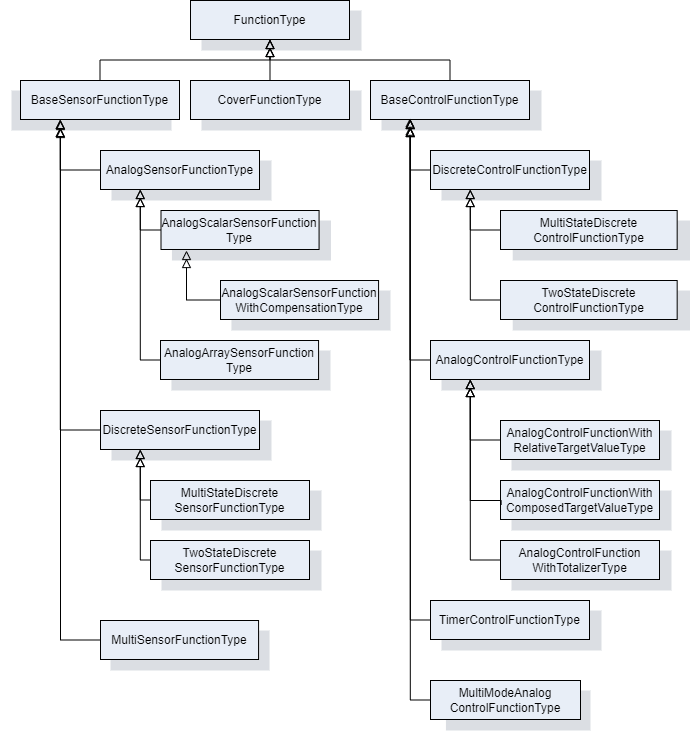 FunctionType
BaseSensorFunctionType
CoverFunctionType
BaseControlFunctionType
AnalogSensorFunctionType
AnalogScalarSensorFunction
Type
AnalogScalarSensorFunction
WithCompensationType
AnalogArraySensorFunction
Type
DiscreteSensorFunctionType
MultiStateDiscrete
SensorFunctionType
TwoStateDiscrete
SensorFunctionType
MultiSensorFunctionType
DiscreteControlFunctionType
MultiStateDiscrete
ControlFunctionType
TwoStateDiscrete
ControlFunctionType
AnalogControlFunctionType
AnalogControlFunctionWith
RelativeTargetValueType
AnalogControlFunctionWith
ComposedTargetValueType
AnalogControlFunction
WithTotalizerType
TimerControlFunctionType
MultiModeAnalog
ControlFunctionType